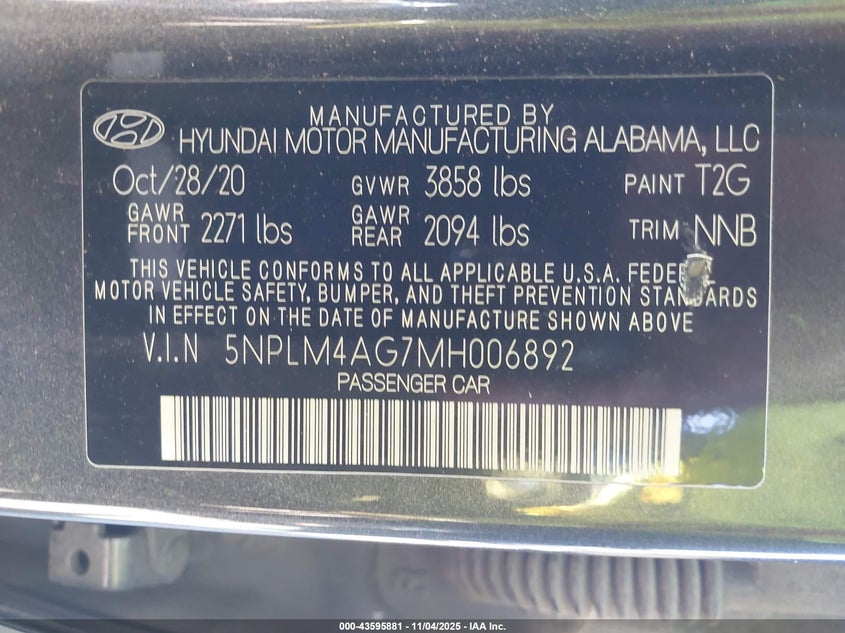 MANUFACTURED BY
HYUNDAI MOTOR MANUFACTURING ALABAMA, LLC
Oct/28/20 GVWR 3858 lbs PAINT T2G
GAWR FRONT 2271 lbs GAWR REAR 2094 lbs TRIM NNB
THIS VEHICLE CONFORMS TO ALL APPLICABLE U.S.A.
MOTOR VEHICLE SAFETY, BUMPER, AND THEFT PREVENTION STANDARDS
IN EFFECT ON THE DATE OF MANUFACTURE SHOWN ABOVE
V.I.N 5NPLM4AG7MH006892
PASSENGER CAR
000-43595881 - 11/04/2025 - IAA Inc.